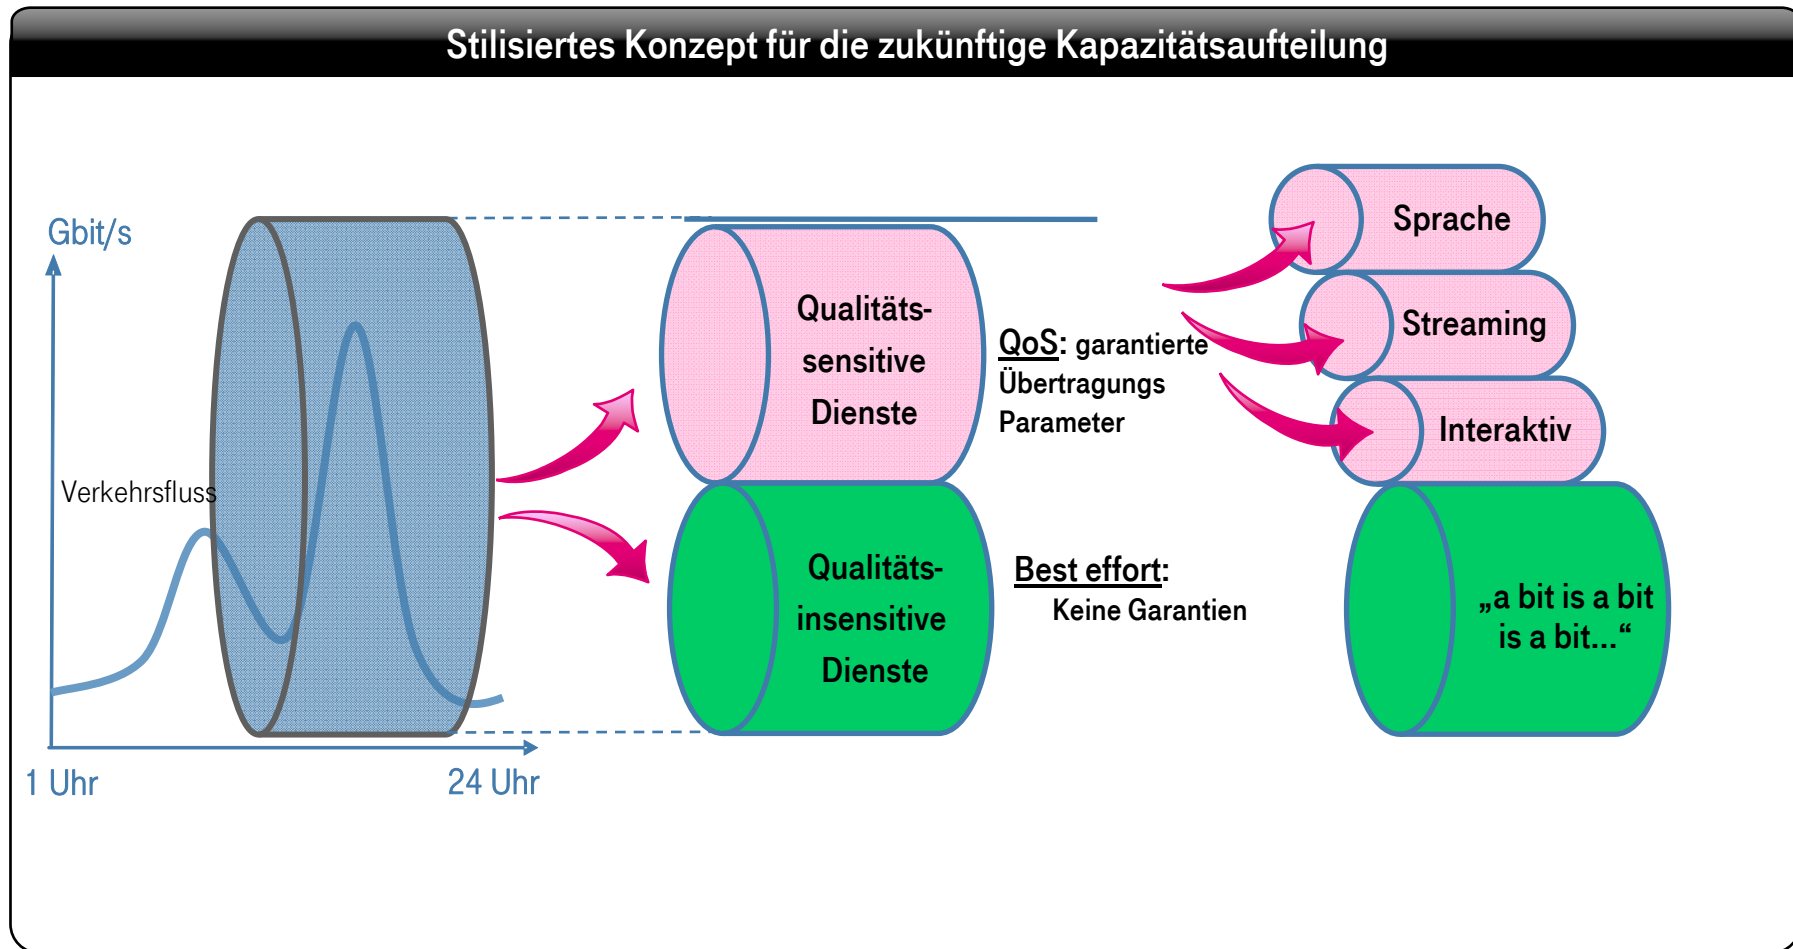 Stilisiertes Konzept für die zukünftige Kapazitätsaufteilung
Gbit/s
Verkehrsfluss
1 Uhr
24 Uhr
Qualitäts-
sensitive
Dienste
QoS: garantierte
Übertragungs
Parameter
Qualitäts-
insensitive
Dienste
Best effort:
Keine Garantien
Sprache
Streaming
Interaktiv
„a bit is a bit
is a bit...“